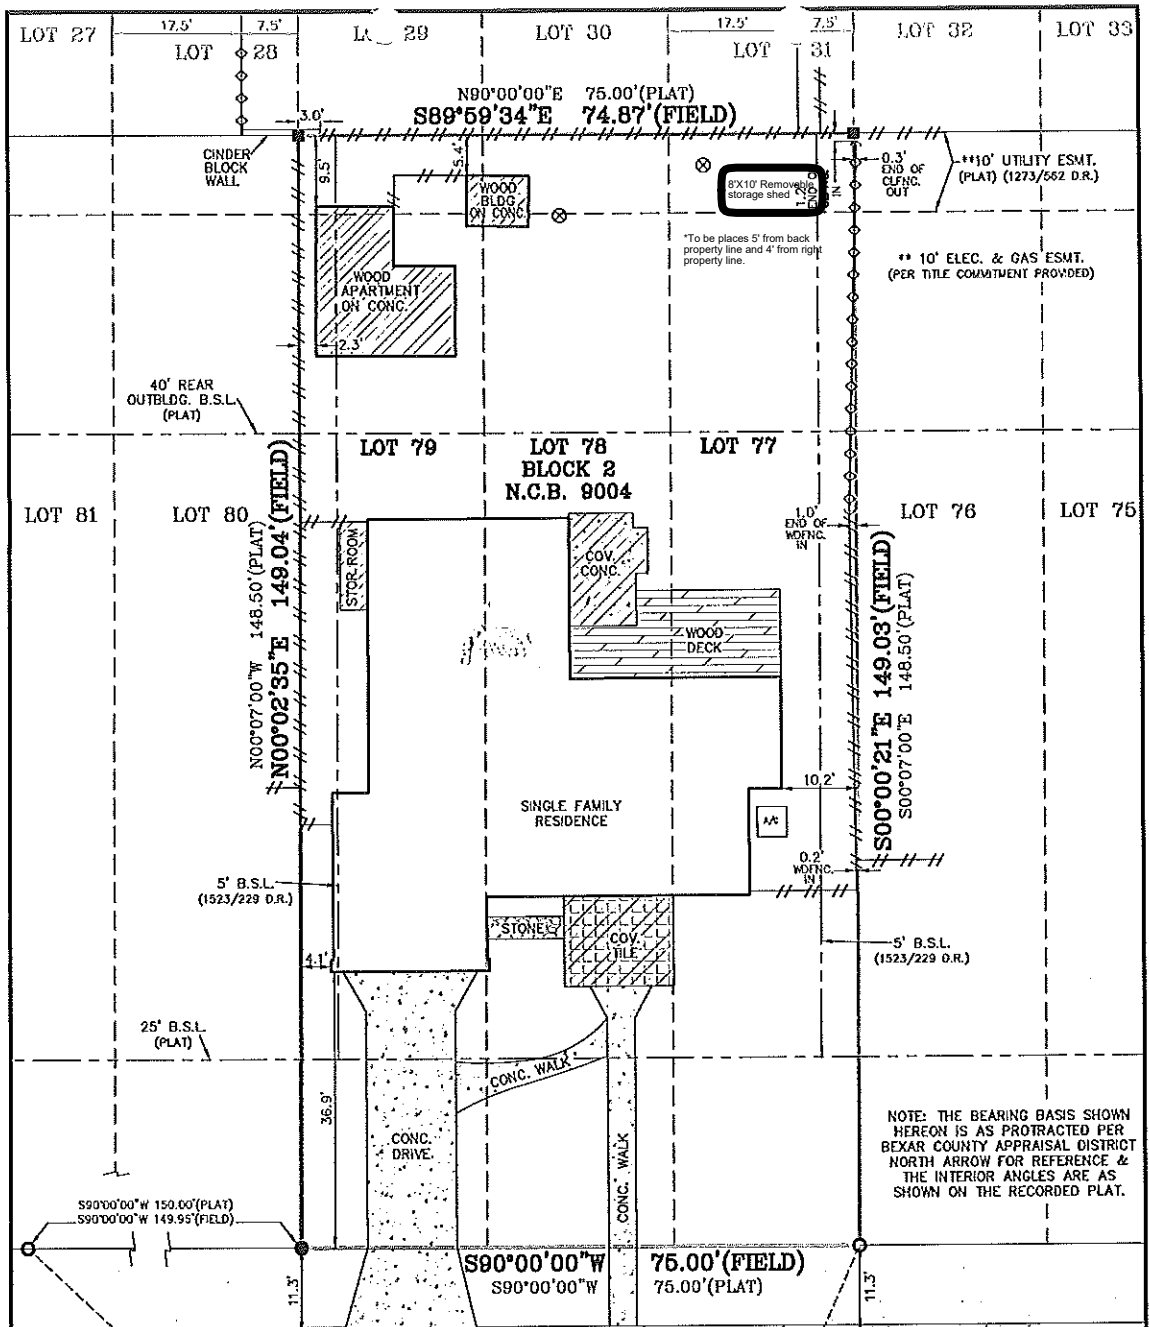 LOT 27
17.5'
7.5'
LOT 28
29
LOT 30
17.5'
7.5'
LOT 31
LOT 32
LOT 33
N90°00'00"E 75.00'(PLAT)
S89°59'34"E 74.87'(FIELD)
3.0'
CINDER
BLOCK
WALL
9.5'
5.4'
WOOD
BLDG
ON CONC.
8'X10' Removable
storage shed
IN
0.3'
END OF
CLFNC.
OUT
**10' UTILITY ESMT.
(PLAT) (1273/562 D.R.)
*To be places 5' from back
property line and 4' from right
property line.
** 10' ELEC. & GAS ESMT.
(PER TITLE COMMITMENT PROVIDED)
WOOD
APARTMENT
ON CONC.
2.3'
40' REAR
OUTBLDG. B.S.L.
(PLAT)
LOT 79
LOT 78
BLOCK 2
N.C.B. 9004
LOT 77
LOT 81
LOT 80
N00°07'00"W 148.50'(PLAT)
N00°02'35"E 149.04'(FIELD)
STOR.ROOM
COV.
CONC.
WOOD
DECK
1.0'
END OF
WDFNC.
IN
LOT 76
LOT 75
S00°00'21"E 149.03'(FIELD)
S00°07'00"E 148.50'(PLAT)
10.2'
SINGLE FAMILY
RESIDENCE
A/C
0.2'
WDFNC.
IN
5' B.S.L.
(1523/229 D.R.)
STONE
COV.
TILE
4.1'
5' B.S.L.
(1523/229 D.R.)
25' B.S.L.
(PLAT)
CONC. WALK
36.9'
CONC.
DRIVE.
CONC. WALK
NOTE: THE BEARING BASIS SHOWN
HEREON IS AS PROTRACTED PER
BEXAR COUNTY APPRAISAL DISTRICT
NORTH ARROW FOR REFERENCE &
THE INTERIOR ANGLES ARE AS
SHOWN ON THE RECORDED PLAT.
S90°00'00"W 150.00'(PLAT)
S90°00'00"W 149.95'(FIELD)
S90°00'00"W 75.00'(FIELD)
S90°00'00"W 75.00'(PLAT)
11.3'
11.3'